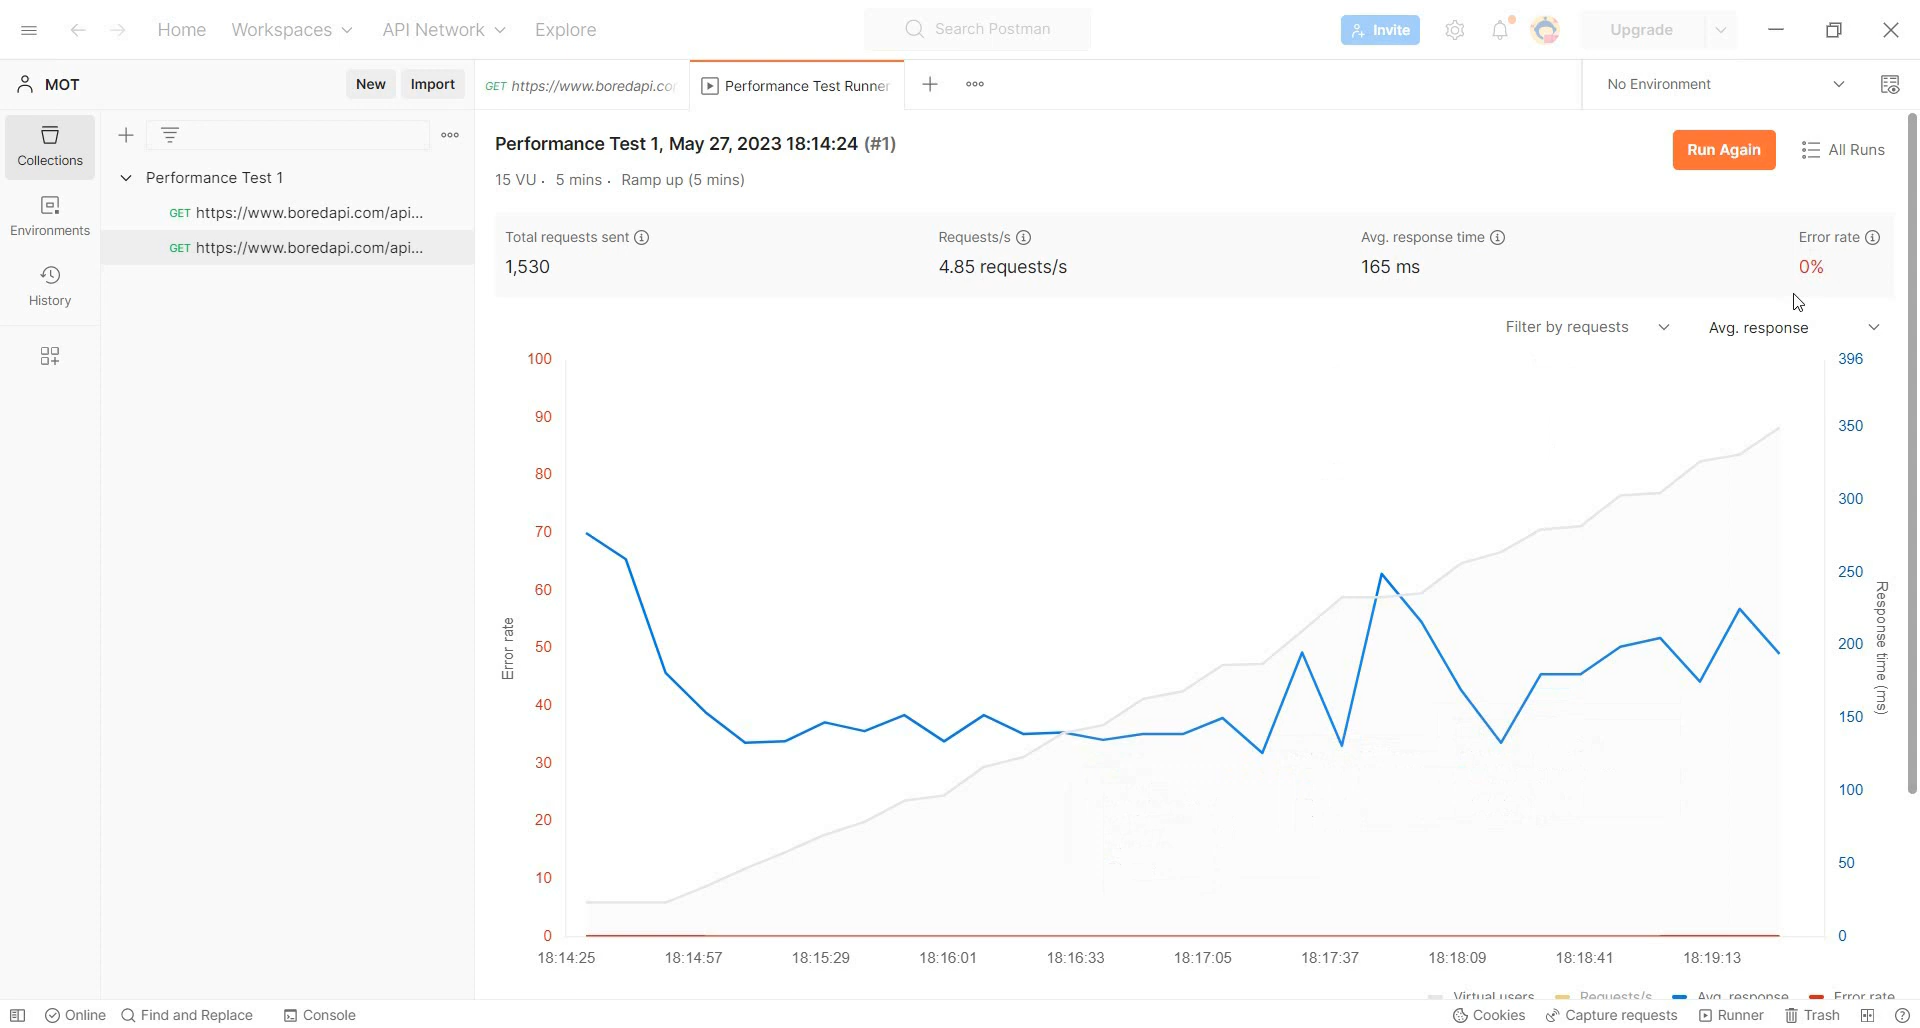 Home
Workspaces
API Network
Explore
Search Postman
Invite
Upgrade
MOT
New
Import
GET https://www.boredapi.co
Performance Test Runner
No Environment
Collections
Environments
History
Performance Test 1
GET https://www.boredapi.com/api...
GET https://www.boredapi.com/api...
Performance Test 1, May 27, 2023 18:14:24 (#1)
15 VU · 5 mins · Ramp up (5 mins)
Run Again
All Runs
Total requests sent
1,530
Requests/s
4.85 requests/s
Avg. response time
165 ms
Error rate
0%
Filter by requests
Avg. response
100
90
80
70
60
50
40
30
20
10
0
Error rate
396
350
300
250
200
150
100
50
0
Response time (ms)
18:14:25
18:14:57
18:15:29
18:16:01
18:16:33
18:17:05
18:17:37
18:18:09
18:18:41
18:19:13
Virtual users
Requests/s
Avg. response
Error rate
Online
Find and Replace
Console
Cookies
Capture requests
Runner
Trash